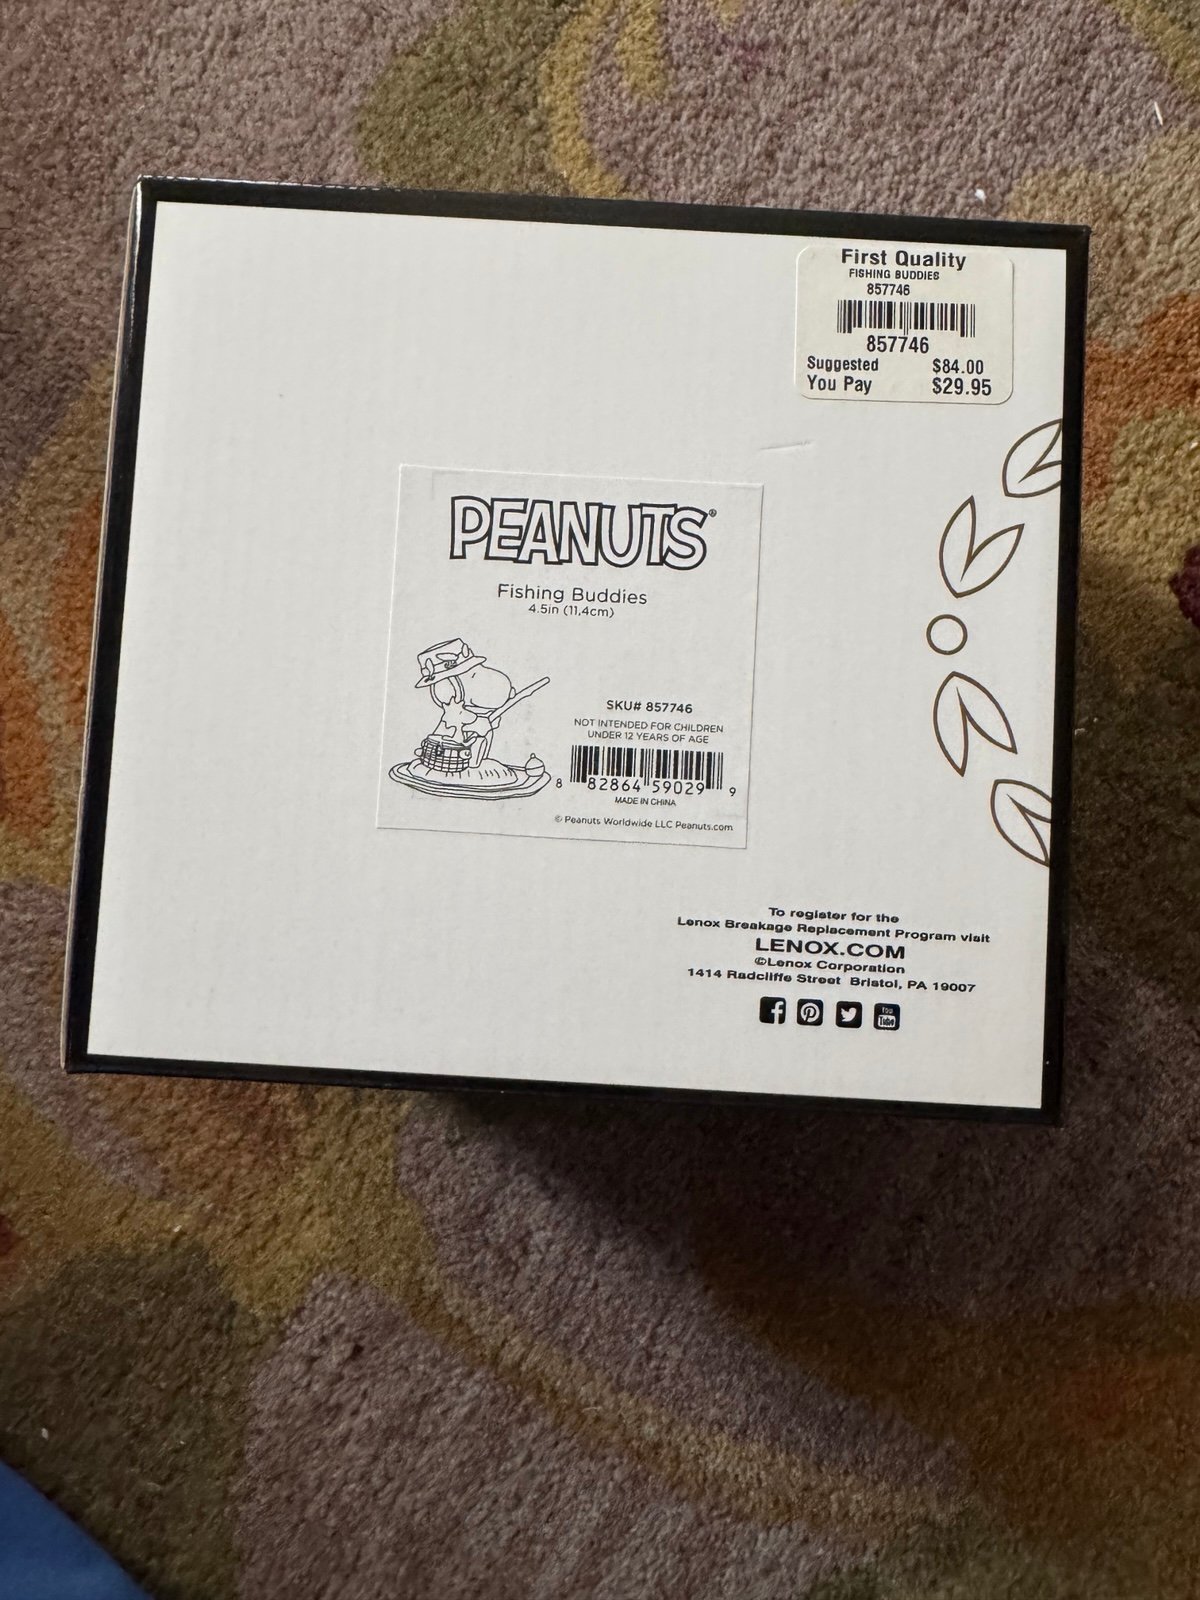 First Quality
FISHING BUDDIES
857746
857746
Suggested $84.00
You Pay $29.95
PEANUTS®
Fishing Buddies
4.5in (11,4cm)
SKU# 857746
NOT INTENDED FOR CHILDREN
UNDER 12 YEARS OF AGE
8 82864 59029 9
MADE IN CHINA
© Peanuts Worldwide LLC Peanuts.com
To register for the
Lenox Breakage Replacement Program visit
LENOX.COM
©Lenox Corporation
1414 Radcliffe Street Bristol, PA 19007
You
Tube